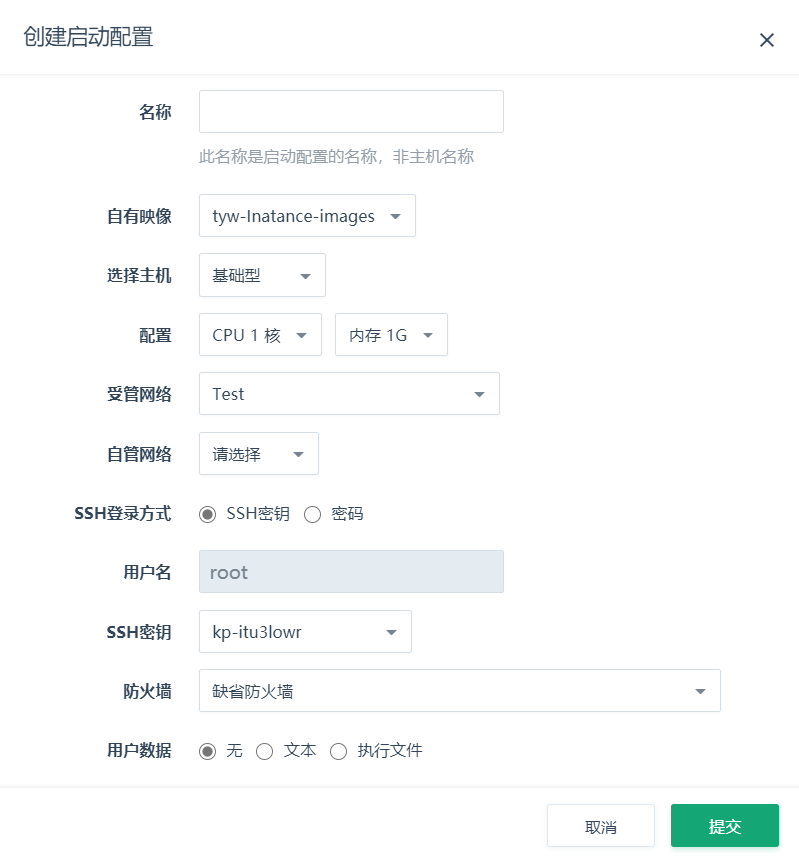 创建启动配置
名称
此名称是启动配置的名称，非主机名称
自有映像 tyw-Inatance-images
选择主机 基础型
配置 CPU 1 核 内存 1G
受管网络 Test
自管网络 请选择
SSH登录方式 SSH密钥 密码
用户名 root
SSH密钥 kp-itu3lowr
防火墙 缺省防火墙
用户数据 无 文本 执行文件
取消 提交